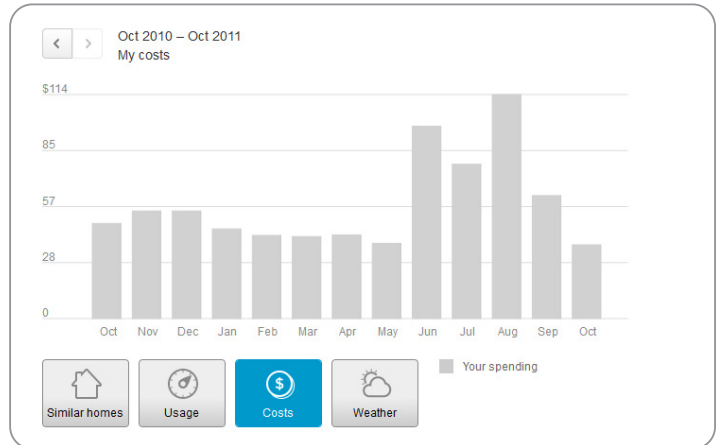 Oct 2010 – Oct 2011
My costs
$114
85
57
28
0
Oct Nov Dec Jan Feb Mar Apr May Jun Jul Aug Sep Oct
Your spending
$
Similar homes Usage Costs Weather